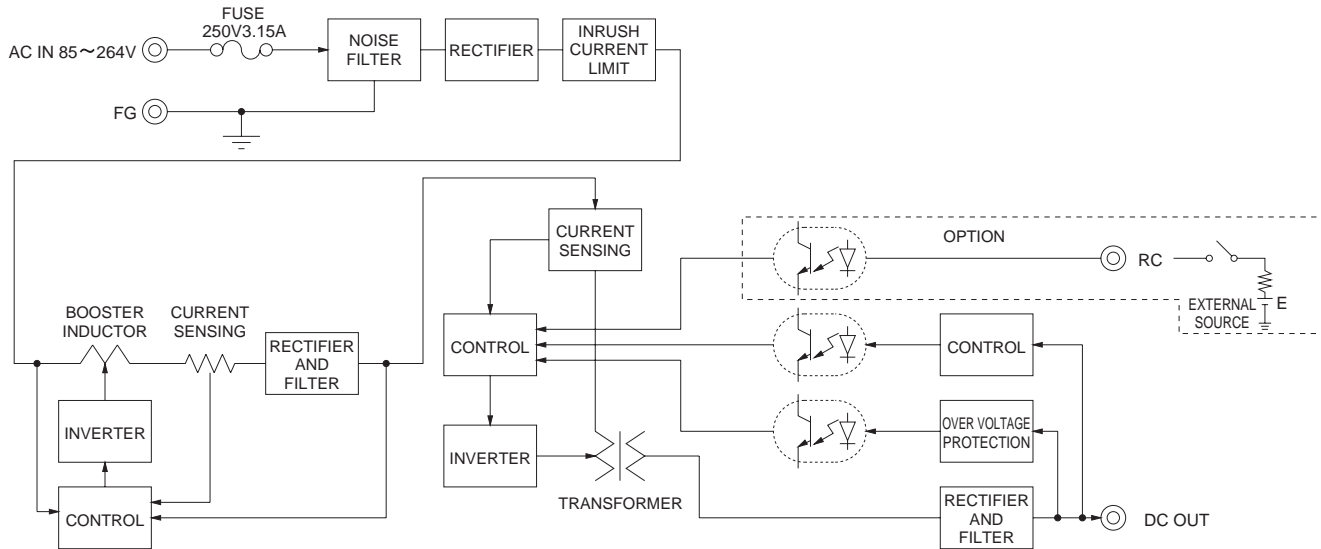 FUSE
250V3.15A
AC IN 85～264V
NOISE
FILTER
RECTIFIER
INRUSH
CURRENT
LIMIT
FG
CURRENT
SENSING
OPTION
RC
E
EXTERNAL
SOURCE
BOOSTER
INDUCTOR
CURRENT
SENSING
RECTIFIER
AND
FILTER
CONTROL
CONTROL
INVERTER
INVERTER
OVER VOLTAGE
PROTECTION
TRANSFORMER
CONTROL
RECTIFIER
AND
FILTER
DC OUT